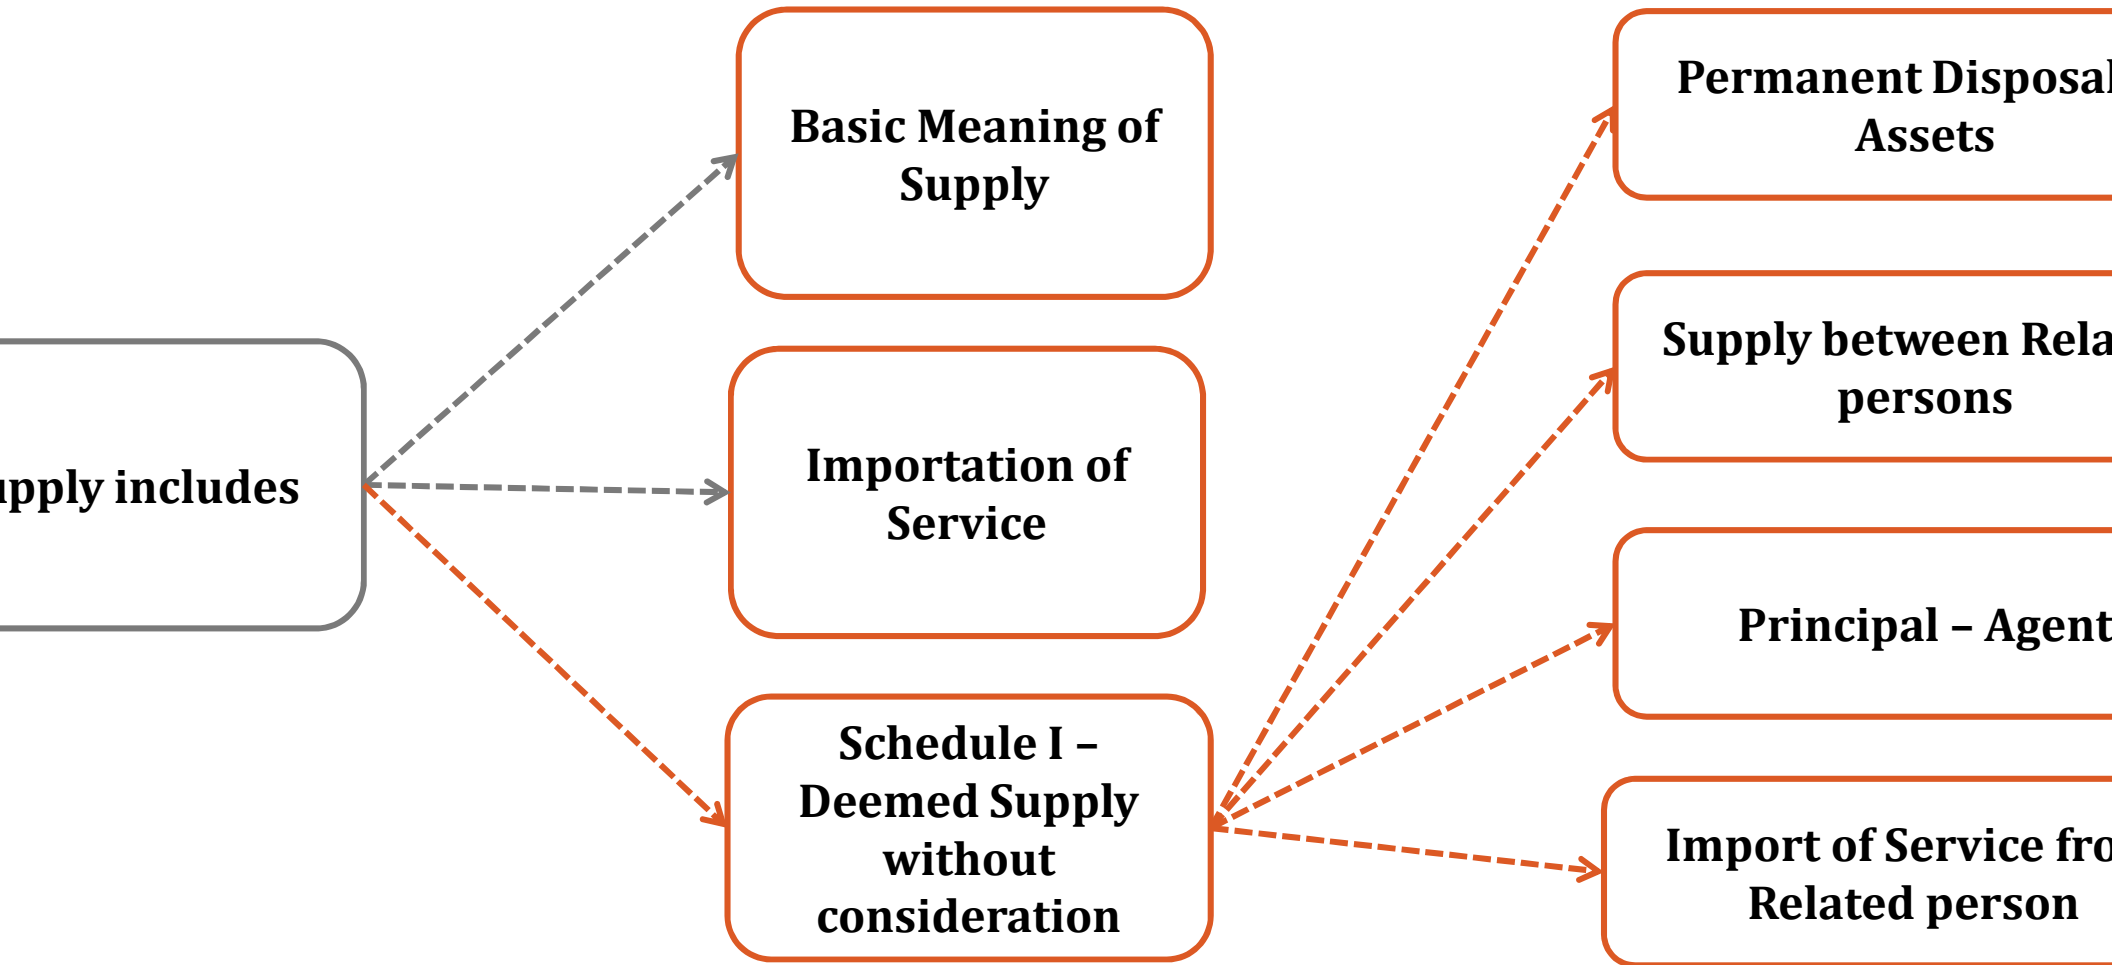 upply includes
Basic Meaning of
Supply
Importation of
Service
Schedule I –
Deemed Supply
without
consideration
Permanent Disposal
Assets
Supply between Rela
persons
Principal – Agent
Import of Service fro
Related person